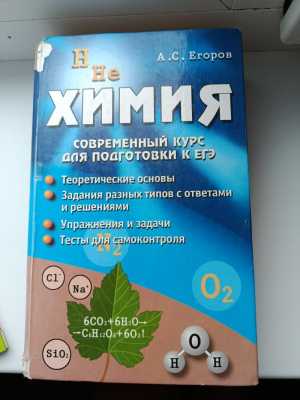 H
He
А.С. Егоров
ХИМИЯ
СОВРЕМЕННЫЙ КУРС
ДЛЯ ПОДГОТОВКИ К ЕГЭ
Теоретические основы
Задания разных типов с ответами
и решениями
Упражнения и задачи
Тесты для самоконтроля
N₂
Cl⁻
Na⁺
O₂
6CO₂+6H₂O→
→C₆H₁₂O₆+6O₂↑
SiO₂
O
H
H